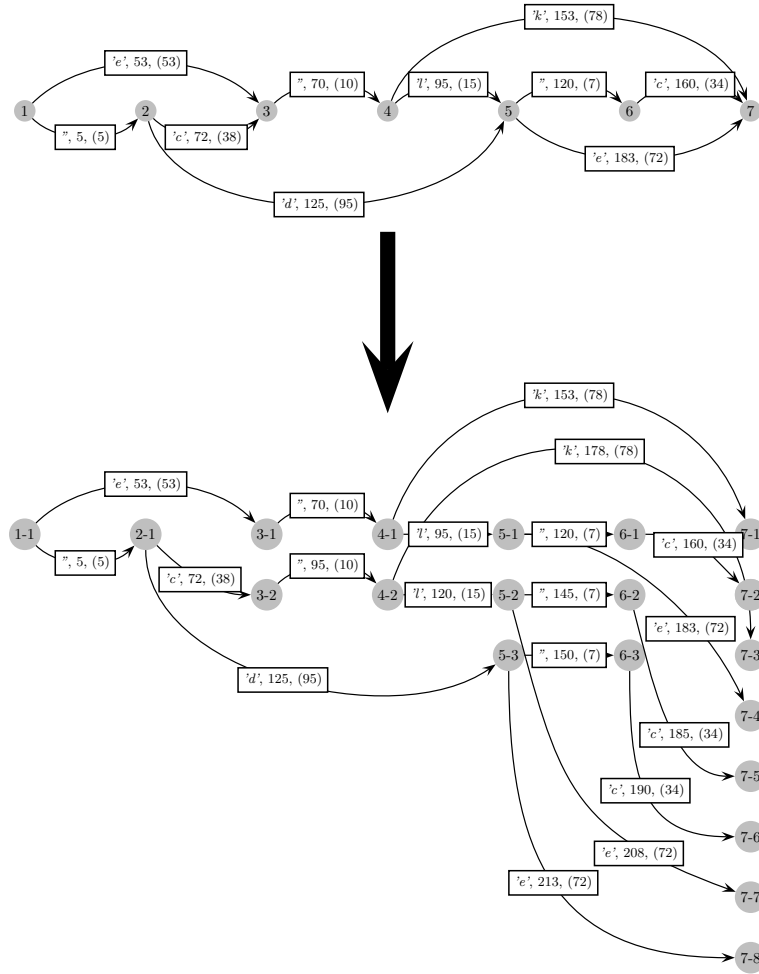 'k', 153, (78)
'e', 53, (53)
'', 70, (10)
'l', 95, (15)
'', 120, (7)
'c', 160, (34)
1
2
3
4
5
6
7
'', 5, (5)
'c', 72, (38)
'e', 183, (72)
'd', 125, (95)
'k', 153, (78)
'k', 178, (78)
'e', 53, (53)
'', 70, (10)
1-1
2-1
3-1
4-1
'l', 95, (15)
5-1
'', 120, (7)
6-1
7-1
'c', 160, (34)
'', 5, (5)
'', 95, (10)
'c', 72, (38)
3-2
4-2
'l', 120, (15)
5-2
'', 145, (7)
6-2
7-2
'e', 183, (72)
5-3
'', 150, (7)
6-3
7-3
'd', 125, (95)
7-4
'c', 185, (34)
7-5
'c', 190, (34)
7-6
'e', 208, (72)
'e', 213, (72)
7-7
7-8